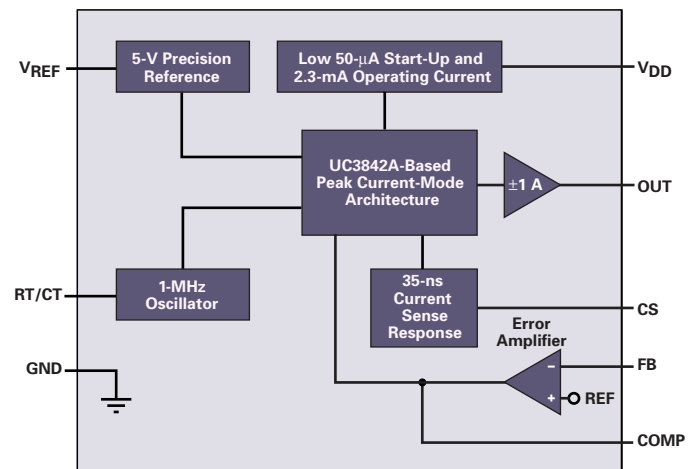 5-V Precision
Reference
Low 50-μA Start-Up and
2.3-mA Operating Current
VREF
VDD
UC3842A-Based
Peak Current-Mode
Architecture
±1 A
OUT
RT/CT
1-MHz
Oscillator
35-ns
Current
Sense
Response
CS
Error
Amplifier
GND
FB
–
+
REF
COMP